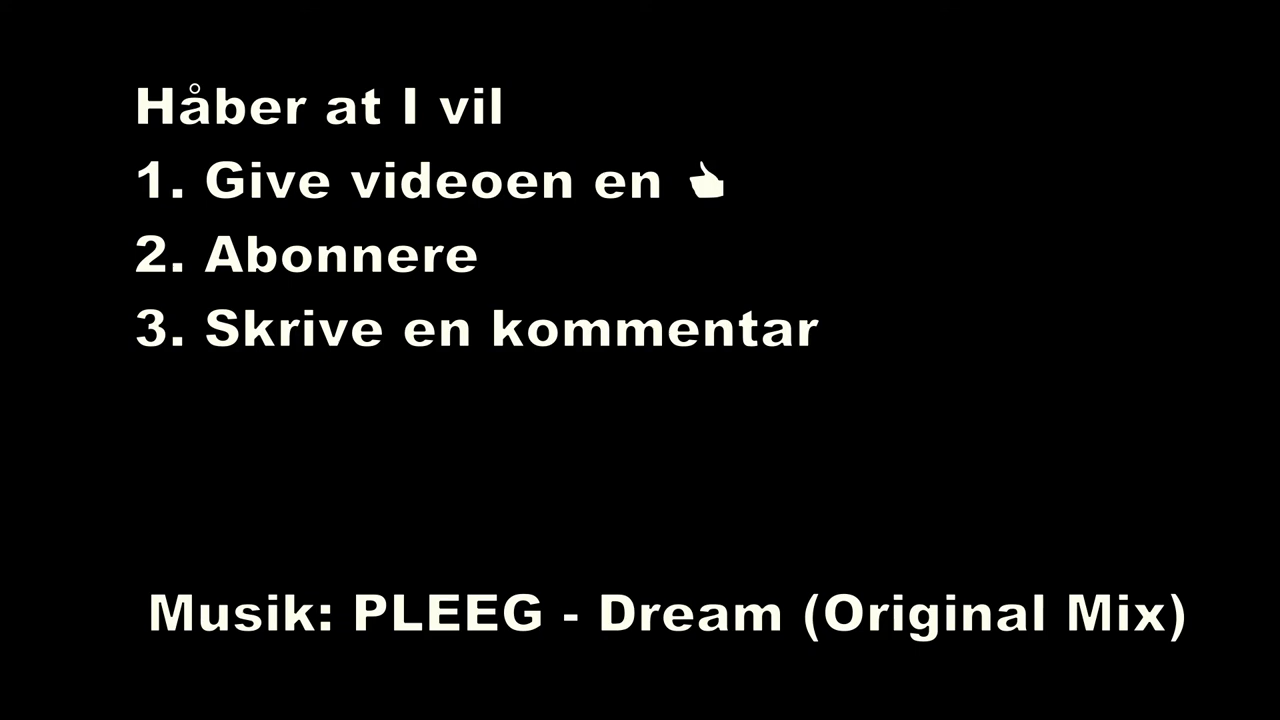 Håber at I vil
1. Give videoen en 👍
2. Abonnere
3. Skrive en kommentar
Musik: PLEEG - Dream (Original Mix)